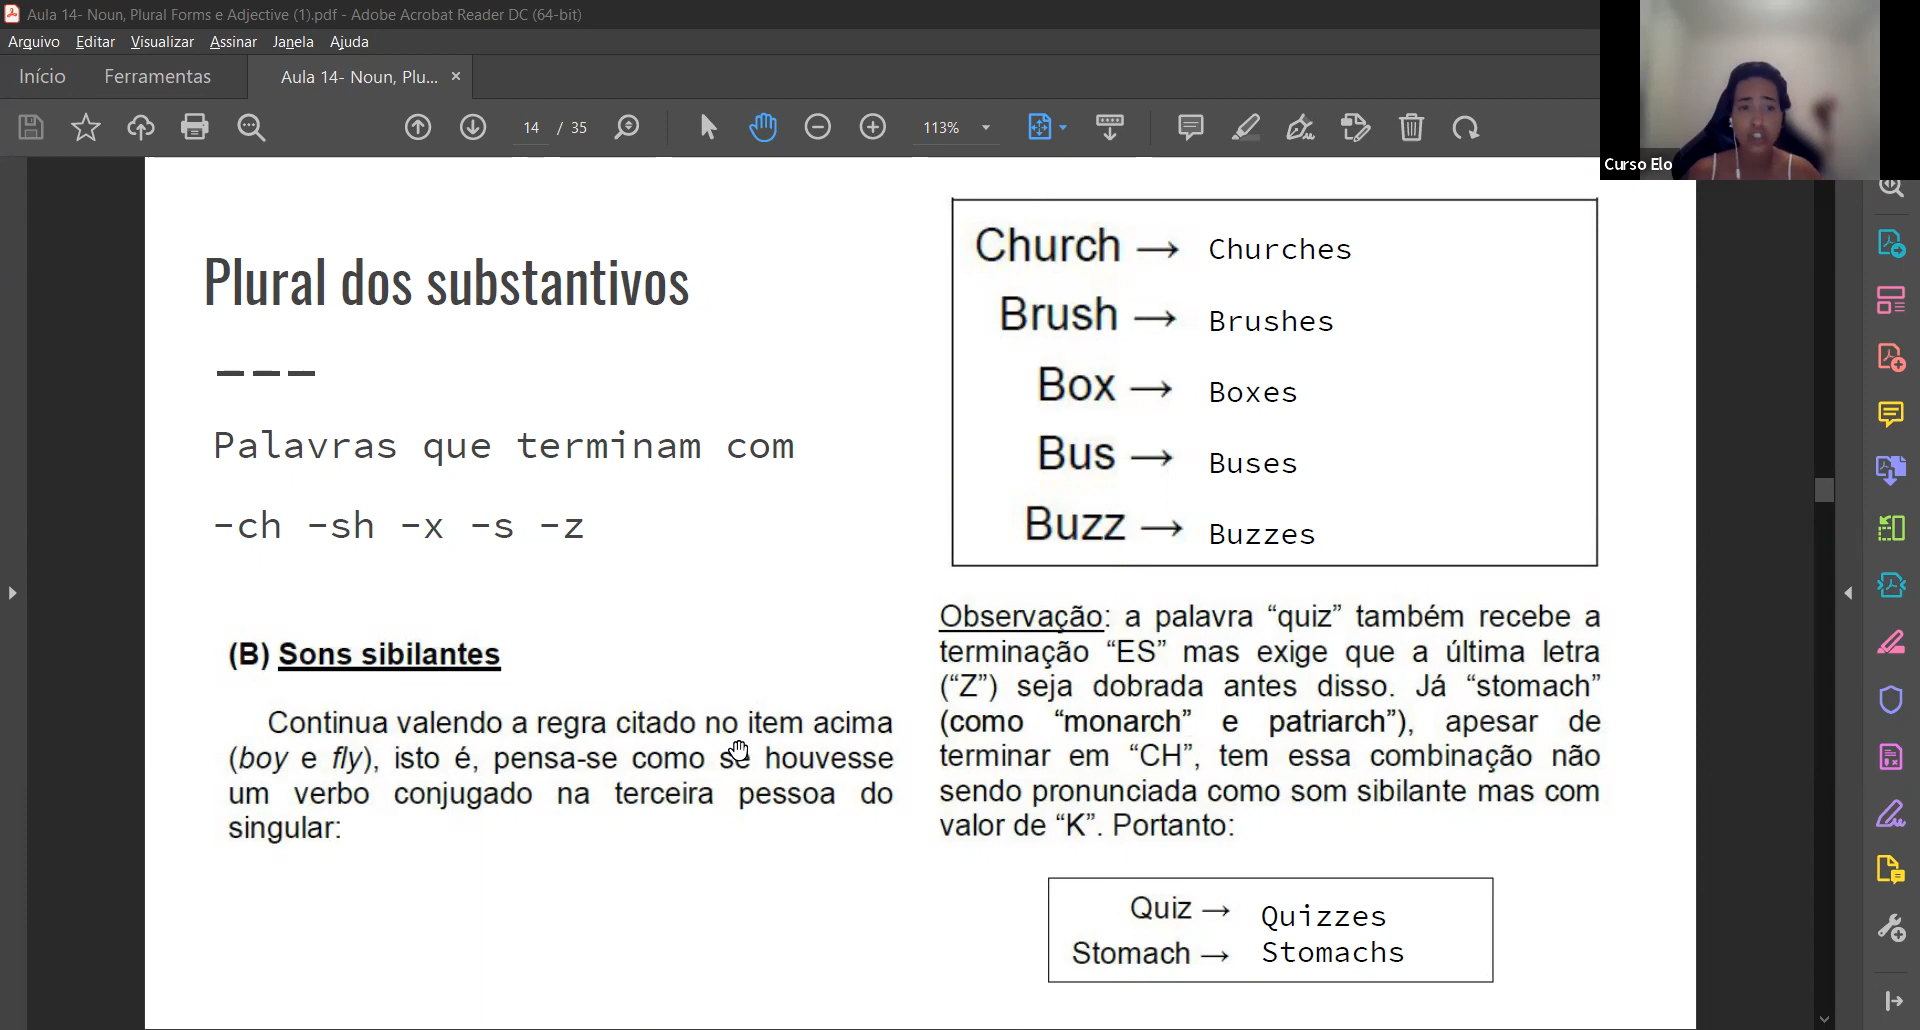 Aula 14- Noun, Plural Forms e Adjective (1).pdf - Adobe Acrobat Reader DC (64-bit)
Arquivo Editar Visualizar Assinar Janela Ajuda
Início Ferramentas Aula 14- Noun, Plu... ×
14 / 35 113%
Curso Elo
Plural dos substantivos
---
Palavras que terminam com
-ch -sh -x -s -z
(B) Sons sibilantes
Continua valendo a regra citado no item acima
(boy e fly), isto é, pensa-se como se houvesse
um verbo conjugado na terceira pessoa do
singular:
Church → Churches
Brush → Brushes
Box → Boxes
Bus → Buses
Buzz → Buzzes
Observação: a palavra “quiz” também recebe a
terminação “ES” mas exige que a última letra
(“Z”) seja dobrada antes disso. Já “stomach”
(como “monarch” e patriarch”), apesar de
terminar em “CH”, tem essa combinação não
sendo pronunciada como som sibilante mas com
valor de “K”. Portanto:
Quiz → Quizzes
Stomach → Stomachs